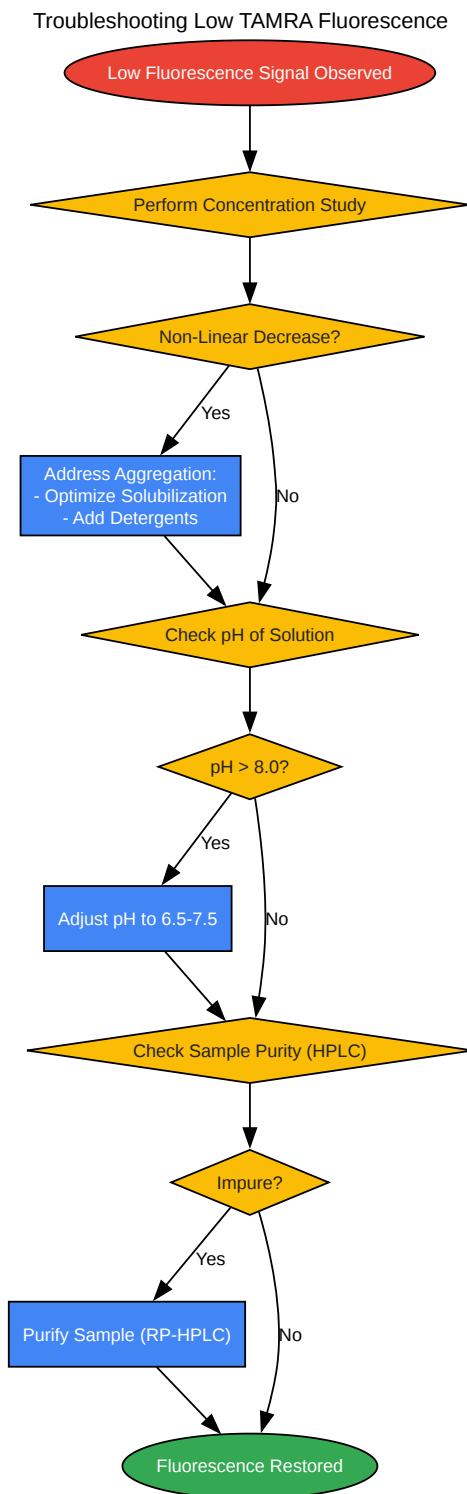 Troubleshooting Low TAMRA Fluorescence
Low Fluorescence Signal Observed
Perform Concentration Study
Non-Linear Decrease?
Yes
Address Aggregation:
- Optimize Solubilization
- Add Detergents
No
Check pH of Solution
pH > 8.0?
Yes
Adjust pH to 6.5-7.5
No
Check Sample Purity (HPLC)
Impure?
Yes
Purify Sample (RP-HPLC)
No
Fluorescence Restored